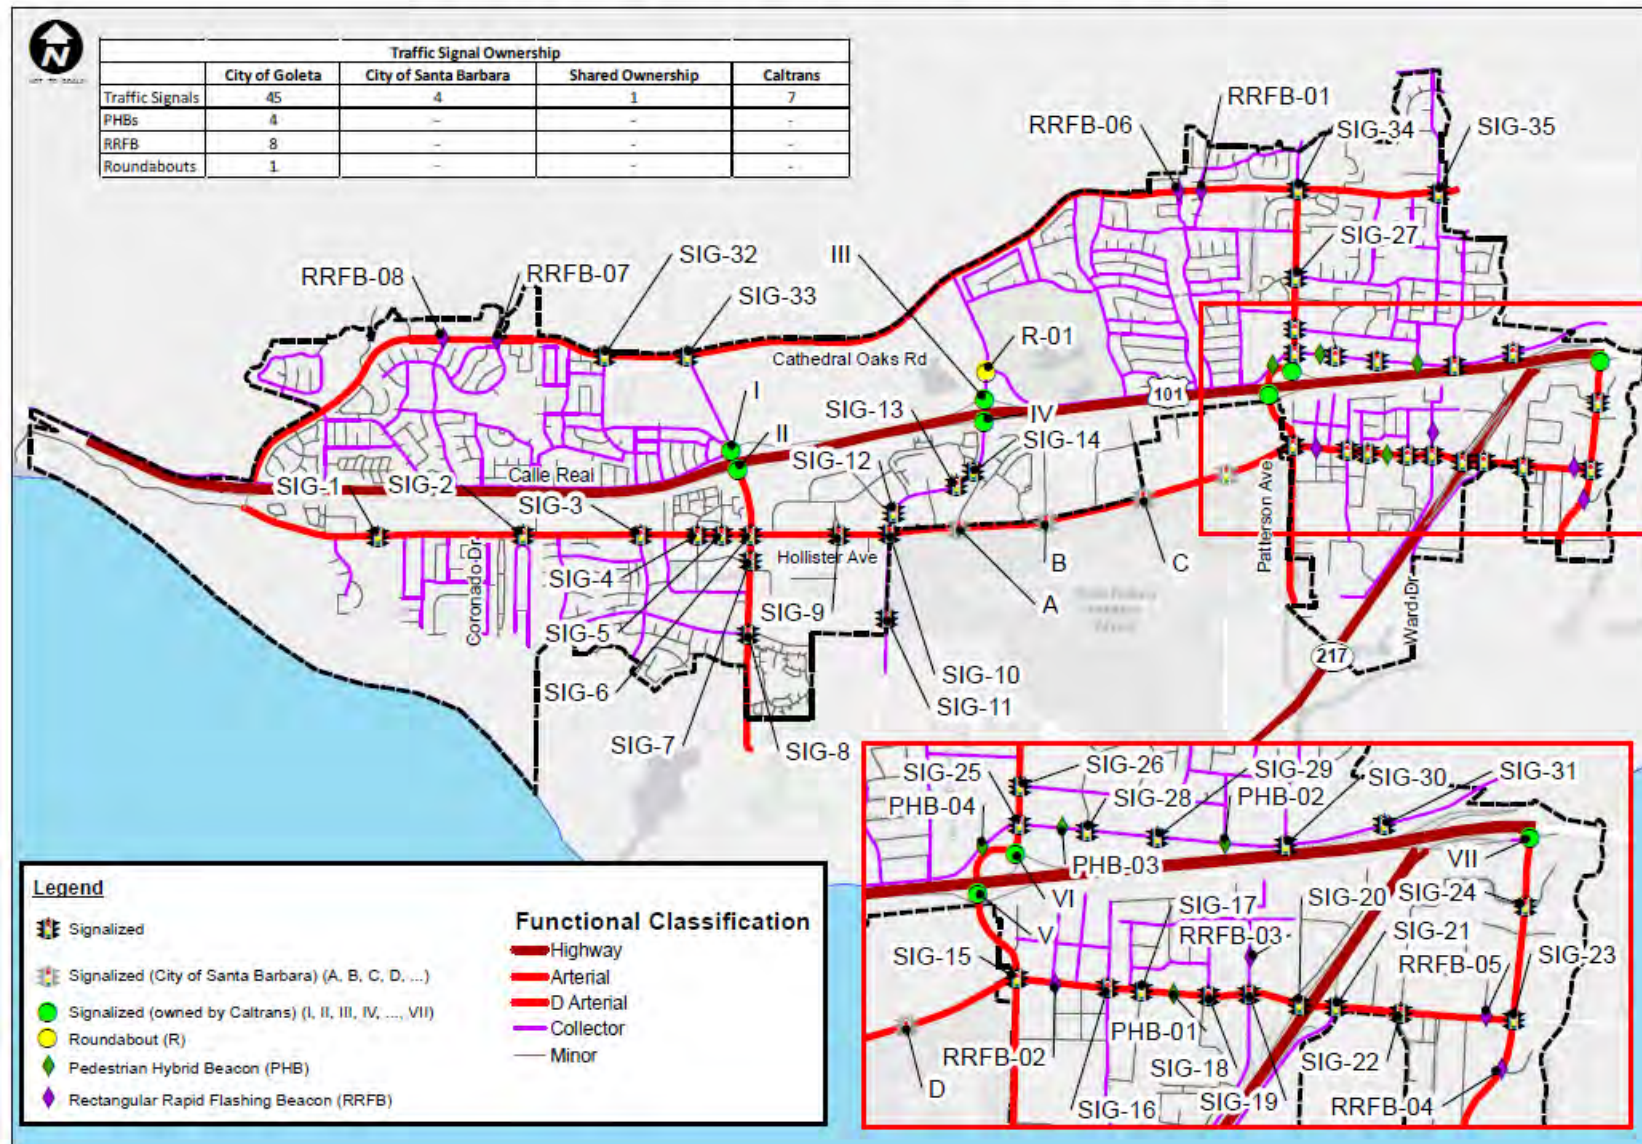 N
Traffic Signal Ownership
City of Goleta City of Santa Barbara Shared Ownership Caltrans
Traffic Signals 45 4 1 7
PHBs 4 - - -
RRFB 8 - - -
Roundabouts 1 - - -
RRFB-01
RRFB-06
SIG-34
SIG-35
SIG-27
SIG-32
III
RRFB-07
RRFB-08
SIG-33
R-01
Cathedral Oaks Rd
101
I
SIG-13
IV
II
SIG-14
SIG-12
Calle Real
SIG-1
SIG-2
SIG-3
Patterson Ave
Hollister Ave
B
C
SIG-4
Coronado Dr
A
SIG-9
Ward Dr
SIG-5
217
SIG-10
SIG-6
SIG-11
SIG-7
SIG-8
SIG-25
SIG-26
SIG-29
SIG-30
SIG-31
PHB-04
SIG-28
PHB-02
PHB-03
VII
VI
SIG-17
SIG-20
SIG-24
V
RRFB-03
SIG-21
SIG-15
RRFB-05
SIG-23
PHB-01
RRFB-02
SIG-18
SIG-22
D
SIG-16
SIG-19
RRFB-04
Legend
Signalized
Signalized (City of Santa Barbara) (A, B, C, D, ...)
Signalized (owned by Caltrans) (I, II, III, IV, ..., VII)
Roundabout (R)
Pedestrian Hybrid Beacon (PHB)
Rectangular Rapid Flashing Beacon (RRFB)
Functional Classification
Highway
Arterial
D Arterial
Collector
Minor